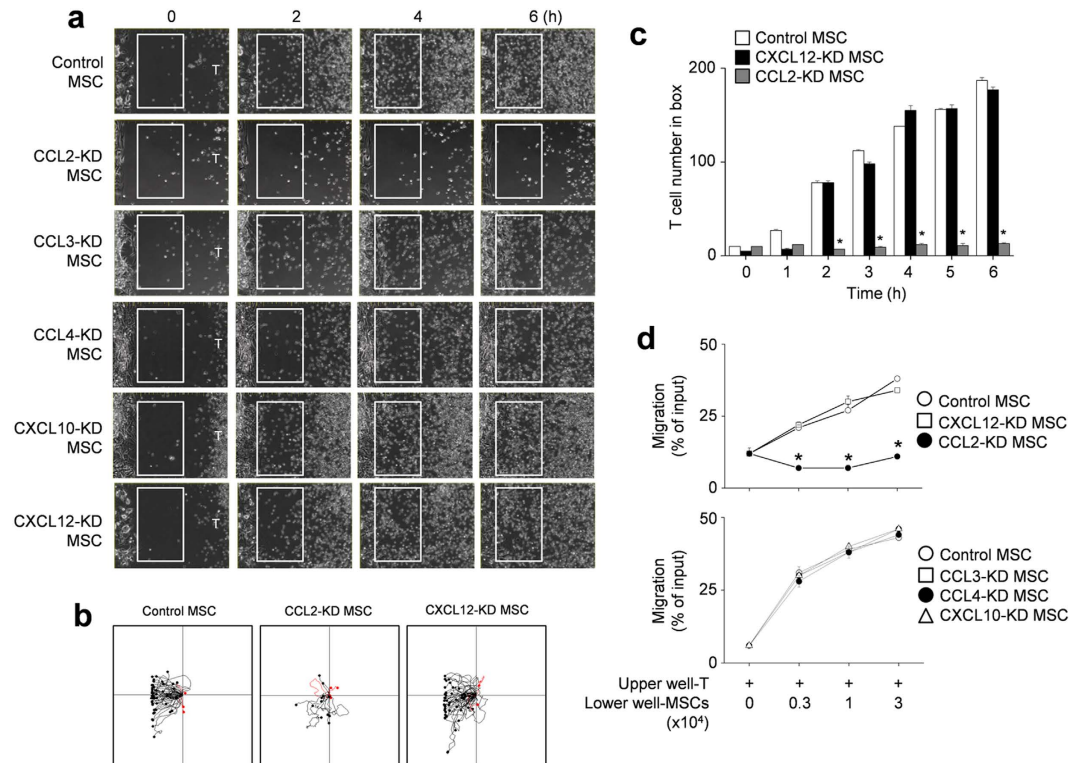 a
0 2 4 6 (h)
Control
MSC
T
CCL2-KD
MSC
T
CCL3-KD
MSC
T
CCL4-KD
MSC
T
CXCL10-KD
MSC
T
CXCL12-KD
MSC
T
b
Control MSC CCL2-KD MSC CXCL12-KD MSC
c
Control MSC
CXCL12-KD MSC
CCL2-KD MSC
T cell number in box
200
100
0
* * * * *
0 1 2 3 4 5 6
Time (h)
d
Migration
(% of input)
50
25
0
* * *
Control MSC
CXCL12-KD MSC
CCL2-KD MSC
Migration
(% of input)
50
25
0
Control MSC
CCL3-KD MSC
CCL4-KD MSC
CXCL10-KD MSC
Upper well-T + + + +
Lower well-MSCs 0 0.3 1 3
(x10⁴)